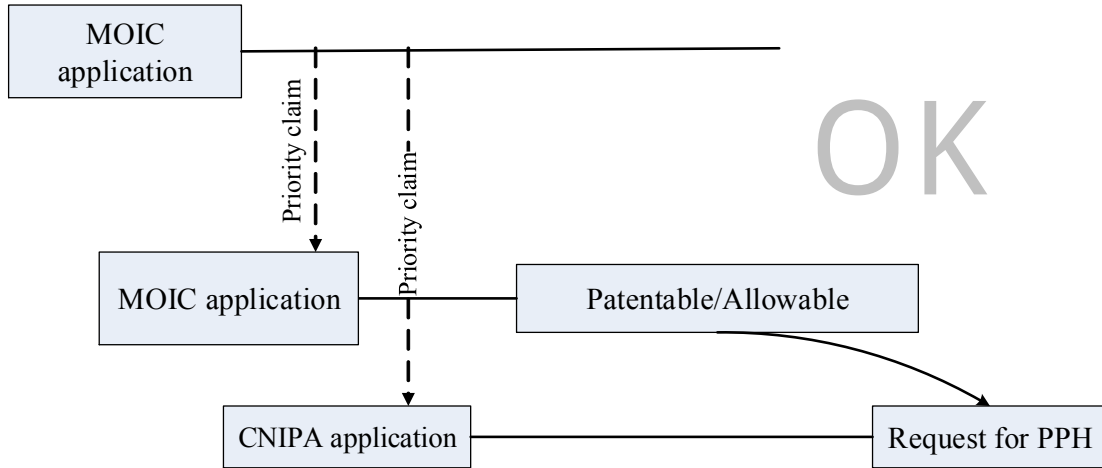 MOIC
application
OK
Priority claim
Priority claim
MOIC application
Patentable/Allowable
CNIPA application
Request for PPH